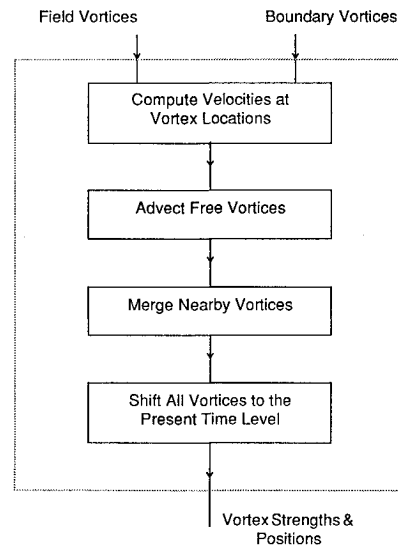 Field Vortices
Boundary Vortices
Compute Velocities at
Vortex Locations
Advect Free Vortices
Merge Nearby Vortices
Shift All Vortices to the
Present Time Level
Vortex Strengths &
Positions